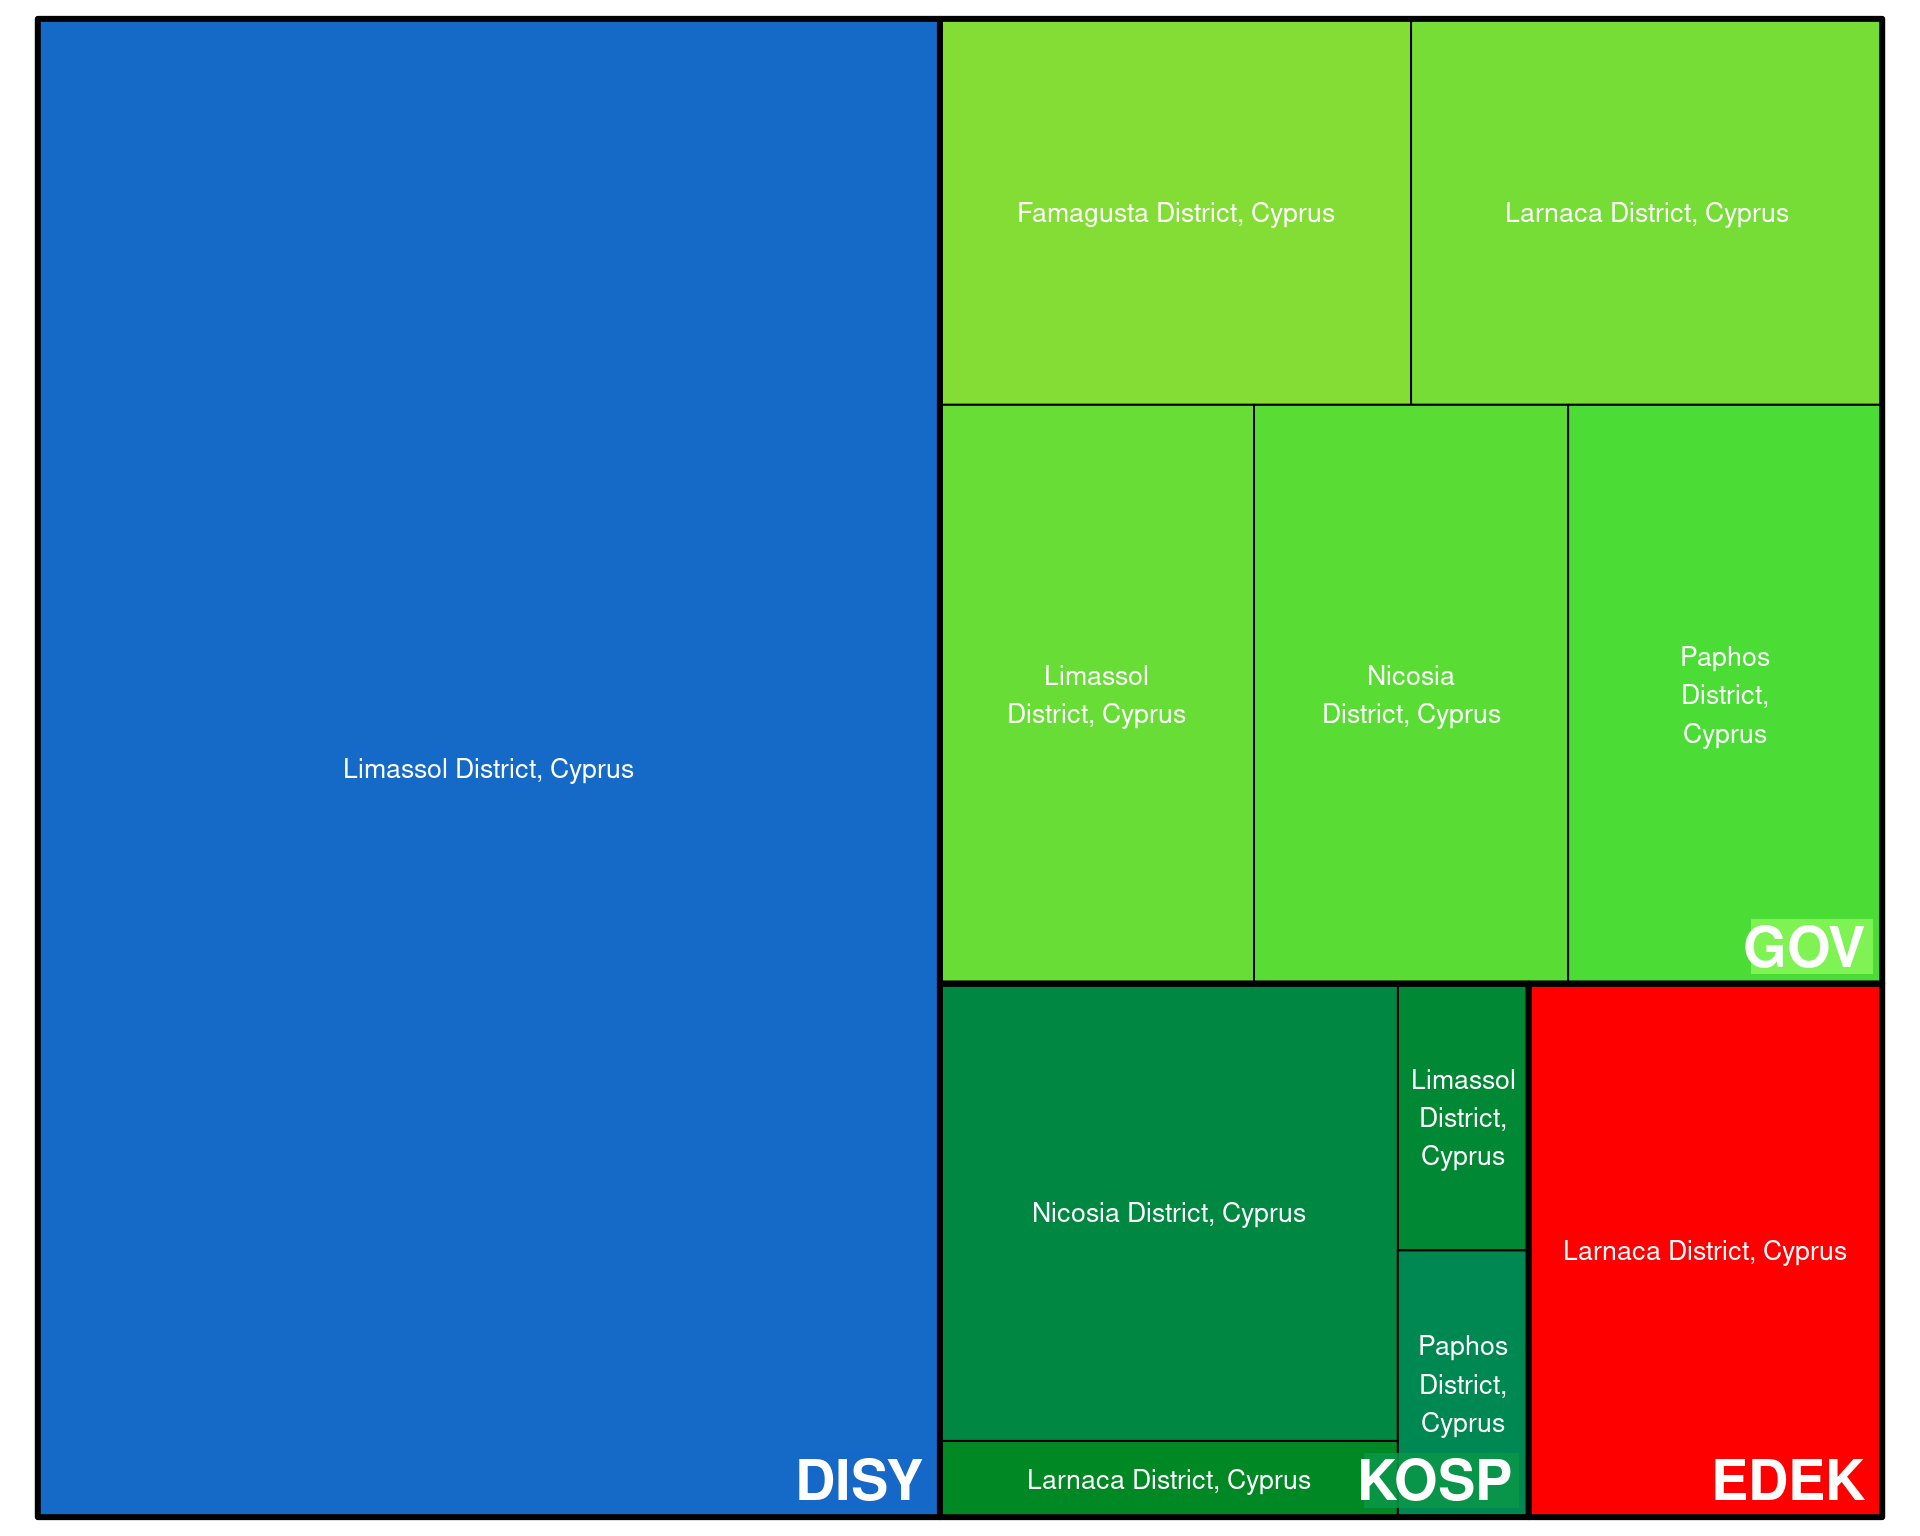 Limassol District, Cyprus
DISY
Famagusta District, Cyprus
Larnaca District, Cyprus
Limassol
District, Cyprus
Nicosia
District, Cyprus
Paphos
District,
Cyprus
GOV
Nicosia District, Cyprus
Limassol
District,
Cyprus
Paphos
District,
Cyprus
Larnaca District, Cyprus
KOSP
Larnaca District, Cyprus
EDEK